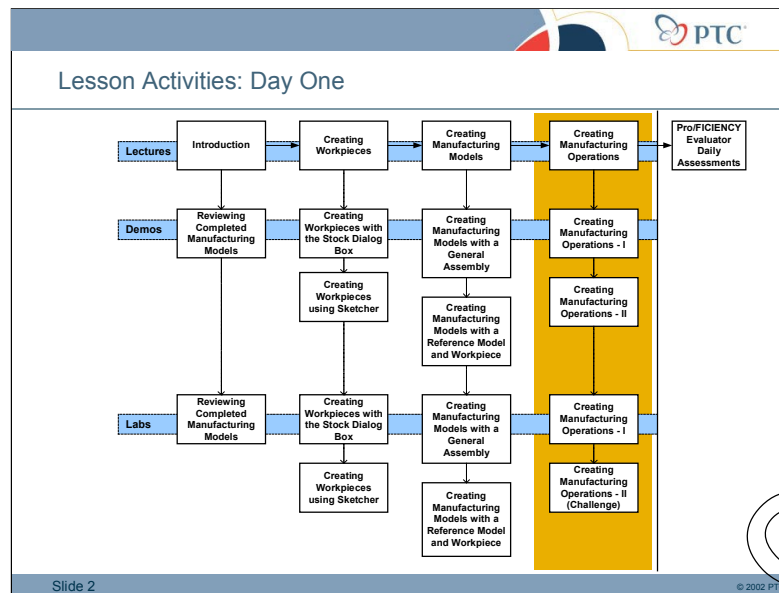 PTC
Lesson Activities: Day One
Lectures
Introduction
Creating
Workpieces
Creating
Manufacturing
Models
Creating
Manufacturing
Operations
Pro/FICIENCY
Evaluator
Daily
Assessments
Demos
Reviewing
Completed
Manufacturing
Models
Creating
Workpieces with
the Stock Dialog
Box
Creating
Manufacturing
Models with a
General
Assembly
Creating
Manufacturing
Operations - I
Creating
Workpieces
using Sketcher
Creating
Manufacturing
Operations - II
Creating
Manufacturing
Models with a
Reference Model
and Workpiece
Labs
Reviewing
Completed
Manufacturing
Models
Creating
Workpieces with
the Stock Dialog
Box
Creating
Manufacturing
Models with a
General
Assembly
Creating
Manufacturing
Operations - I
Creating
Workpieces
using Sketcher
Creating
Manufacturing
Models with a
Reference Model
and Workpiece
Creating
Manufacturing
Operations - II
(Challenge)
Slide 2
© 2002 PT